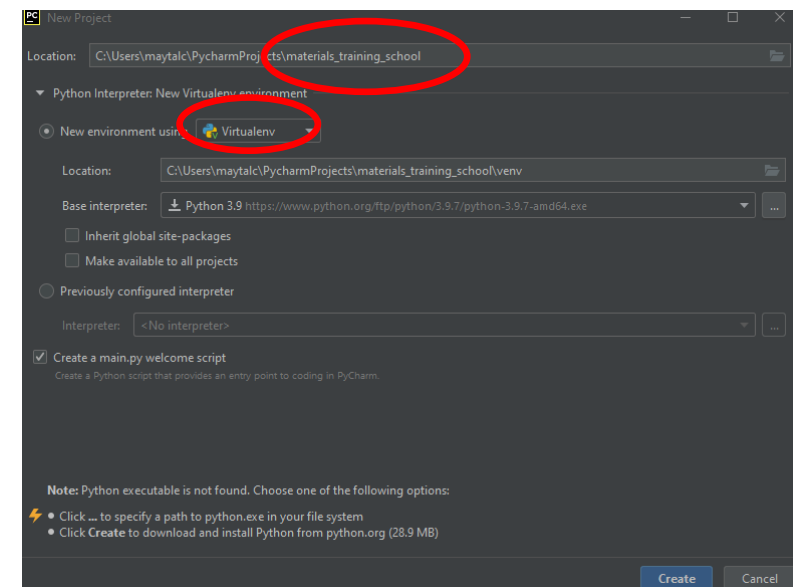 PC New Project
Location: C:\Users\maytalc\PycharmProjects\materials_training_school
Python Interpreter: New Virtualenv environment
New environment using Virtualenv
Location: C:\Users\maytalc\PycharmProjects\materials_training_school\venv
Base interpreter: Python 3.9 https://www.python.org/ftp/python/3.9.7/python-3.9.7-amd64.exe ...
Inherit global site-packages
Make available to all projects
Previously configured interpreter
Interpreter: <No interpreter> ...
Create a main.py welcome script
Create a Python script that provides an entry point to coding in PyCharm.
Note: Python executable is not found. Choose one of the following options:
• Click ... to specify a path to python.exe in your file system
• Click Create to download and install Python from python.org (28.9 MB)
Create Cancel